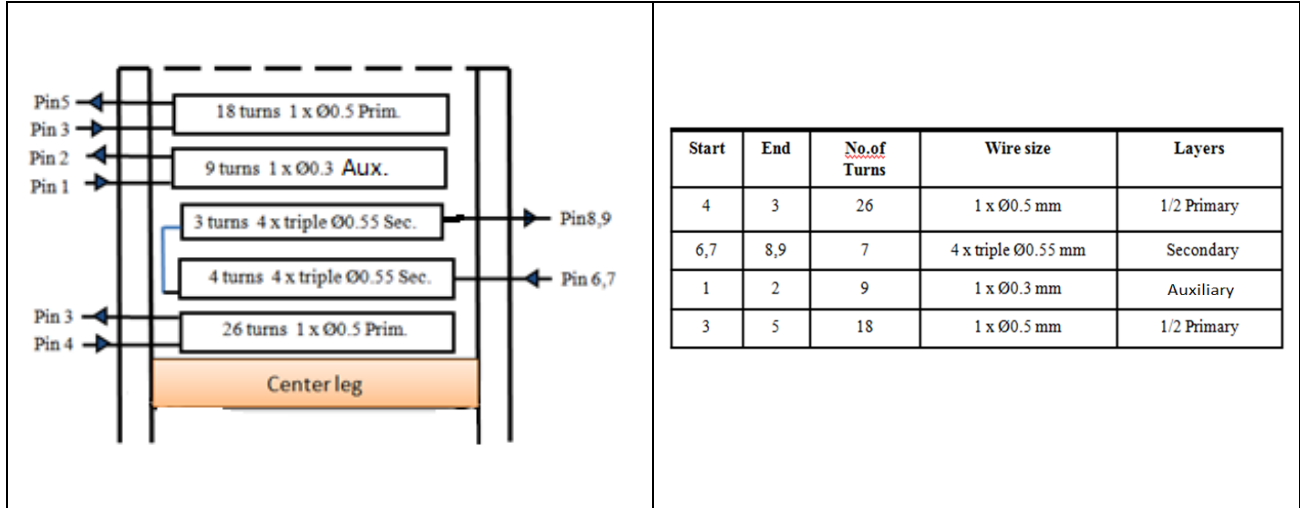 Pin5
18 turns 1 x Ø0.5 Prim.
Pin 3
Pin 2
9 turns 1 x Ø0.3 Aux.
Pin 1
3 turns 4 x triple Ø0.55 Sec.
Pin8,9
4 turns 4 x triple Ø0.55 Sec.
Pin 6,7
Pin 3
26 turns 1 x Ø0.5 Prim.
Pin 4
Center leg
Start End No.of Turns Wire size Layers
4 3 26 1 x Ø0.5 mm 1/2 Primary
6,7 8,9 7 4 x triple Ø0.55 mm Secondary
1 2 9 1 x Ø0.3 mm Auxiliary
3 5 18 1 x Ø0.5 mm 1/2 Primary